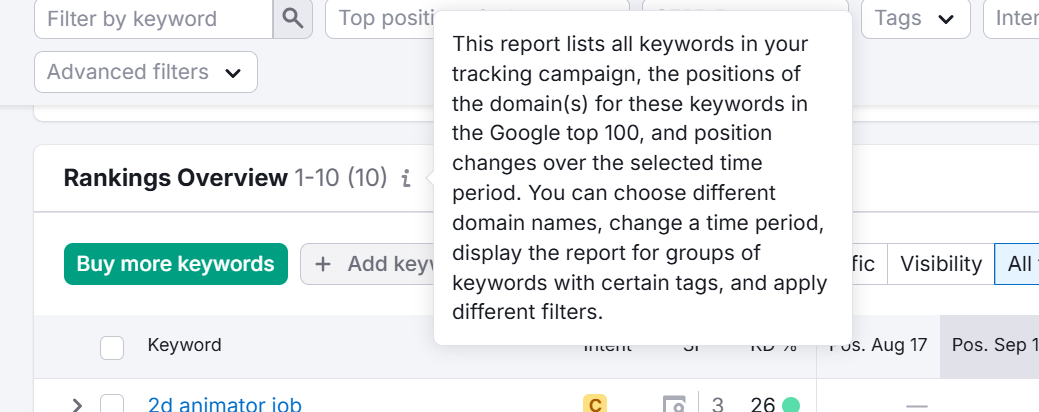 Filter by keyword
Top positi
Tags
Inter
Advanced filters
This report lists all keywords in your
tracking campaign, the positions of
the domain(s) for these keywords in
the Google top 100, and position
changes over the selected time
period. You can choose different
domain names, change a time period,
display the report for groups of
keywords with certain tags, and apply
different filters.
Rankings Overview 1-10 (10) i
Buy more keywords
+ Add keyw
fic
Visibility
All
Keyword
Intent
SF
KD %
Pos. Aug 17
Pos. Sep 1
2d animator job
C
3
26
—